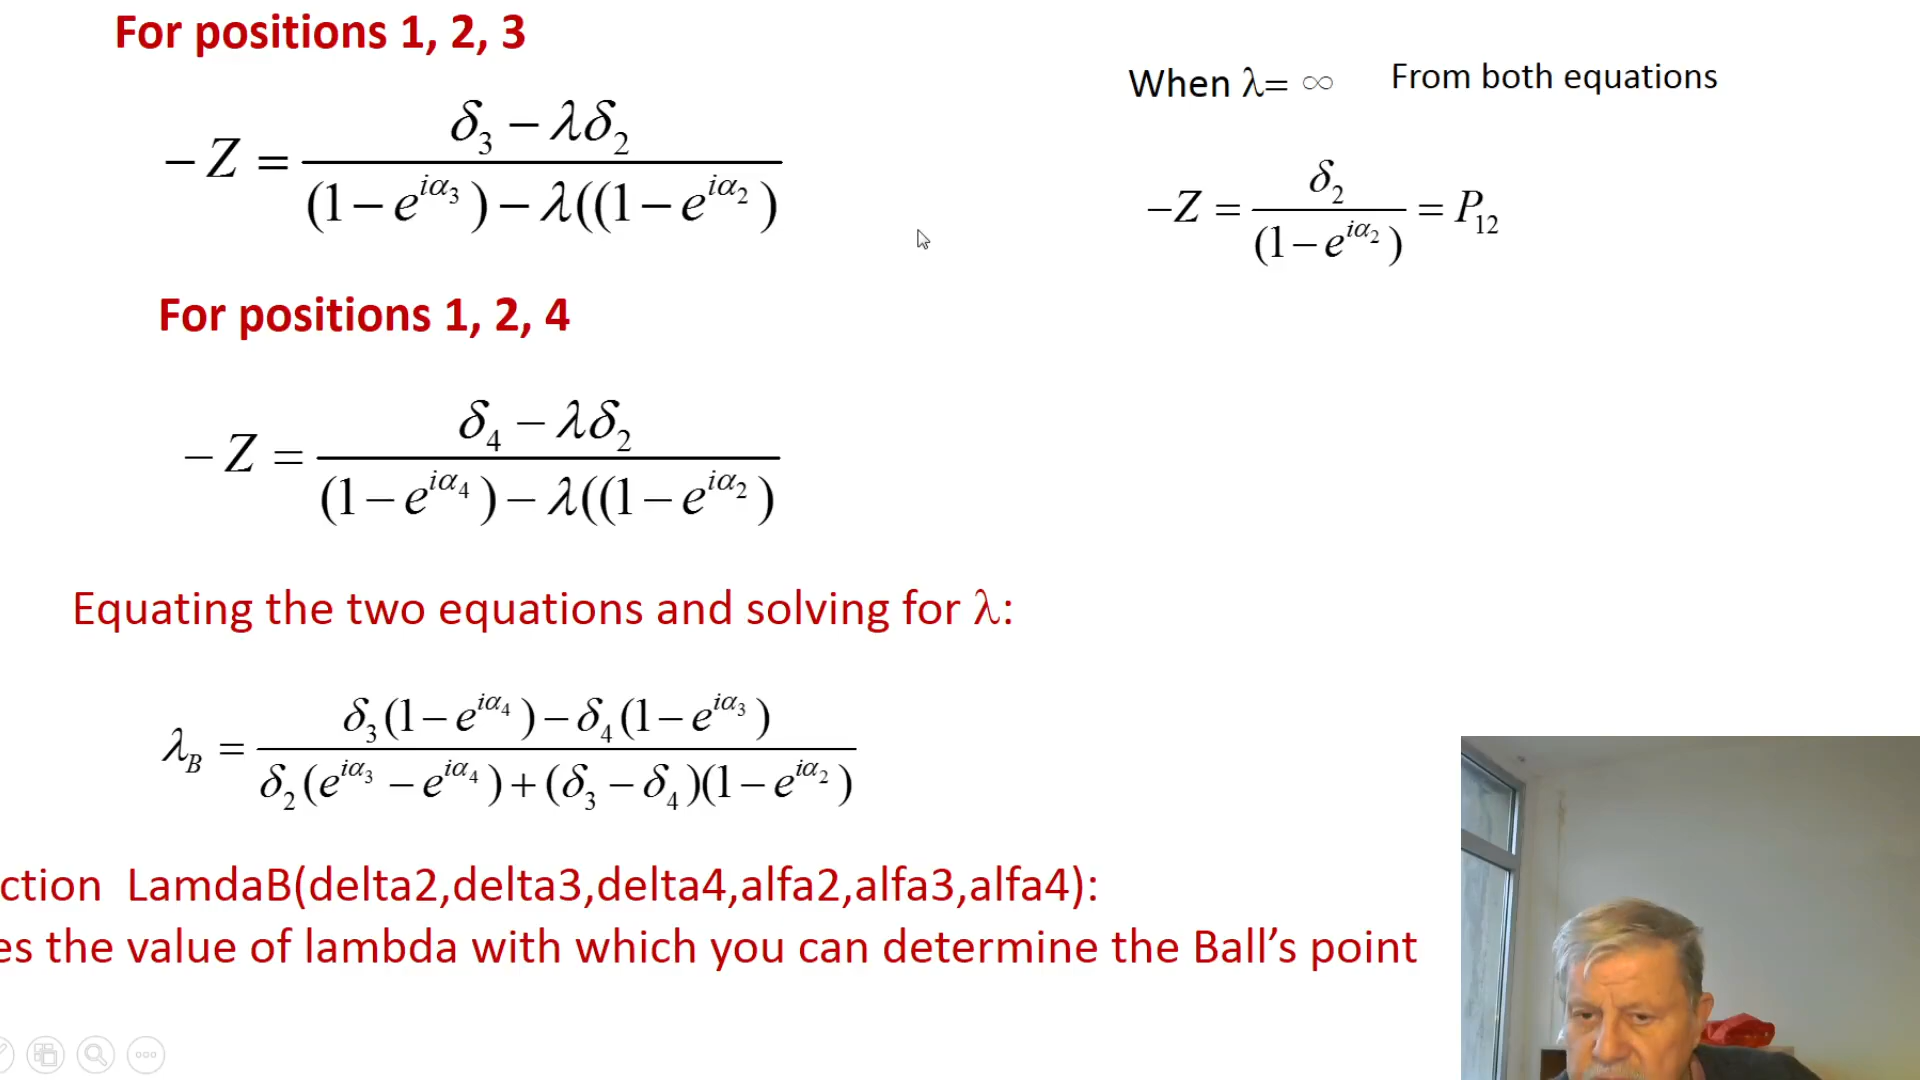 For positions 1, 2, 3
−Z = (δ₃ − λδ₂) / ((1−e^{iα₃}) − λ((1−e^{iα₂}))
For positions 1, 2, 4
−Z = (δ₄ − λδ₂) / ((1−e^{iα₄}) − λ((1−e^{iα₂}))
Equating the two equations and solving for λ:
λ_B = (δ₃(1−e^{iα₄}) − δ₄(1−e^{iα₃})) / (δ₂(e^{iα₃} − e^{iα₄}) + (δ₃ − δ₄)(1−e^{iα₂}))
ction LamdaB(delta2,delta3,delta4,alfa2,alfa3,alfa4):
es the value of lambda with which you can determine the Ball’s point
When λ= ∞ From both equations
−Z = δ₂ / (1−e^{iα₂}) = P₁₂